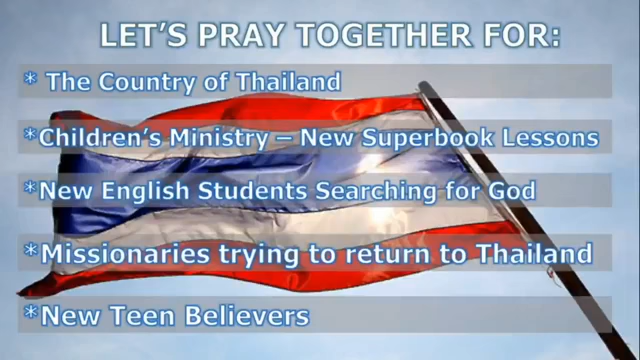 LET'S PRAY TOGETHER FOR:
* The Country of Thailand
*Children's Ministry – New Superbook Lessons
*New English Students Searching for God
*Missionaries trying to return to Thailand
*New Teen Believers